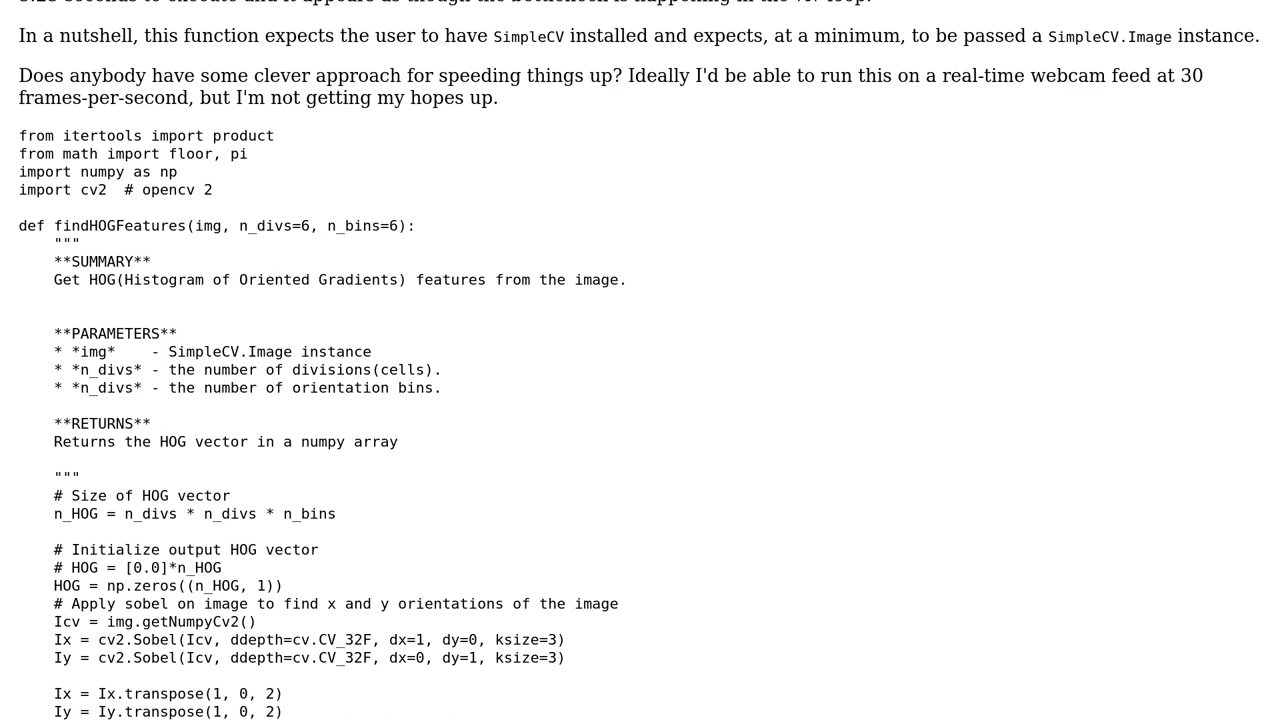 In a nutshell, this function expects the user to have SimpleCV installed and expects, at a minimum, to be passed a SimpleCV.Image instance.
Does anybody have some clever approach for speeding things up? Ideally I'd be able to run this on a real-time webcam feed at 30
frames-per-second, but I'm not getting my hopes up.
from itertools import product
from math import floor, pi
import numpy as np
import cv2  # opencv 2
def findHOGFeatures(img, n_divs=6, n_bins=6):
    """
    **SUMMARY**
    Get HOG(Histogram of Oriented Gradients) features from the image.
    **PARAMETERS**
    * *img*    - SimpleCV.Image instance
    * *n_divs* - the number of divisions(cells).
    * *n_divs* - the number of orientation bins.
    **RETURNS**
    Returns the HOG vector in a numpy array
    """
    # Size of HOG vector
    n_HOG = n_divs * n_divs * n_bins
    # Initialize output HOG vector
    # HOG = [0.0]*n_HOG
    HOG = np.zeros((n_HOG, 1))
    # Apply sobel on image to find x and y orientations of the image
    Icv = img.getNumpyCv2()
    Ix = cv2.Sobel(Icv, ddepth=cv.CV_32F, dx=1, dy=0, ksize=3)
    Iy = cv2.Sobel(Icv, ddepth=cv.CV_32F, dx=0, dy=1, ksize=3)
    Ix = Ix.transpose(1, 0, 2)
    Iy = Iy.transpose(1, 0, 2)